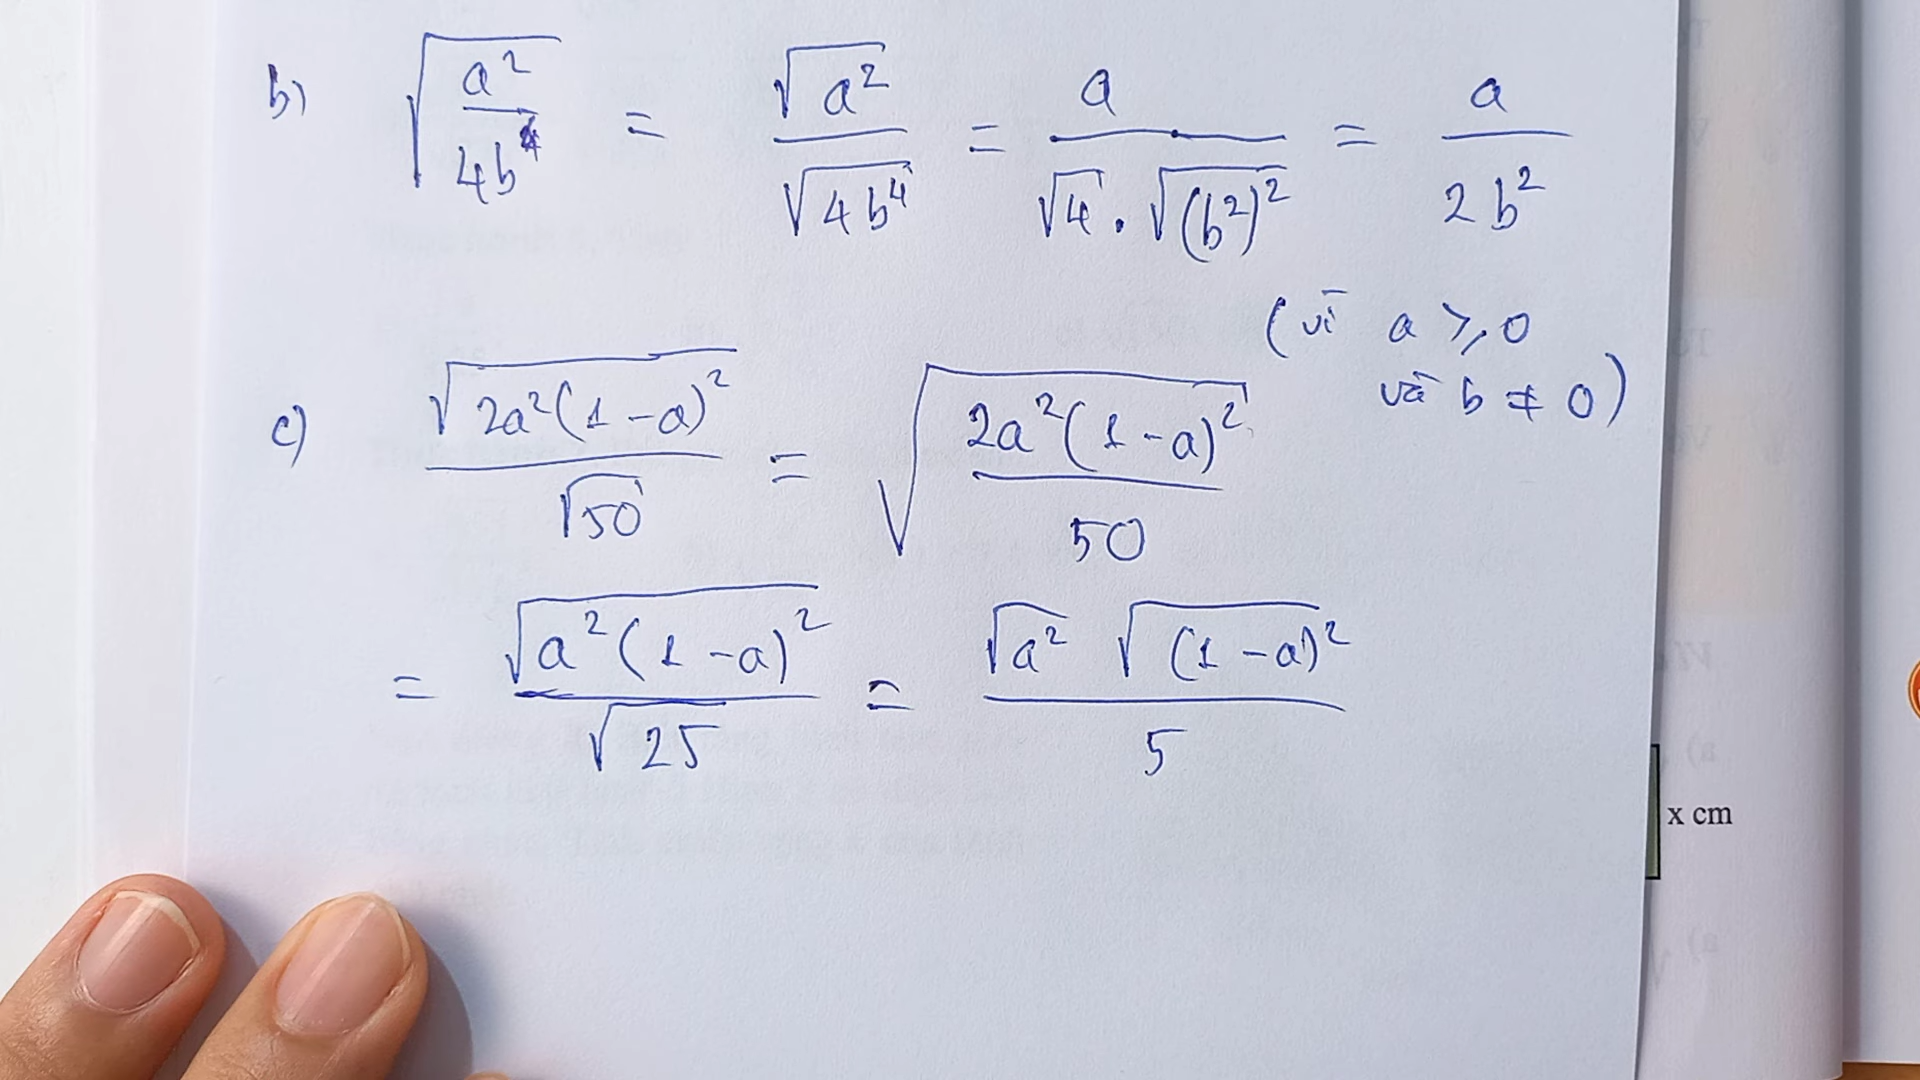 b) √(a²/4b⁴) = √a²/√4b⁴ = a/(√4 . √(b²)²) = a/2b²
(vì a ⩾ 0
và b ≠ 0)
c) √2a²(1-a)²/√50 = √(2a²(1-a)²/50)
= √a²(1-a)²/√25 = √a² √(1-a)²/5
x cm